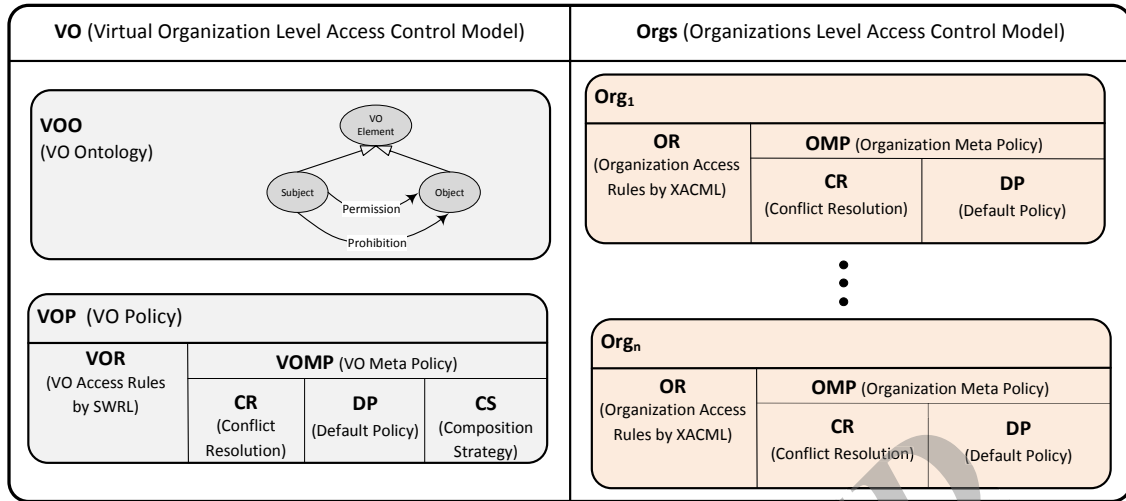 VO (Virtual Organization Level Access Control Model)
VOO
(VO Ontology)
VO
Element
Subject
Object
Permission
Prohibition
VOP (VO Policy)
VOR
(VO Access Rules
by SWRL)
VOMP (VO Meta Policy)
CR
(Conflict
Resolution)
DP
(Default Policy)
CS
(Composition
Strategy)
Orgs (Organizations Level Access Control Model)
Org₁
OR
(Organization Access
Rules by XACML)
OMP (Organization Meta Policy)
CR
(Conflict Resolution)
DP
(Default Policy)
Orgₙ
OR
(Organization Access
Rules by XACML)
OMP (Organization Meta Policy)
CR
(Conflict Resolution)
DP
(Default Policy)